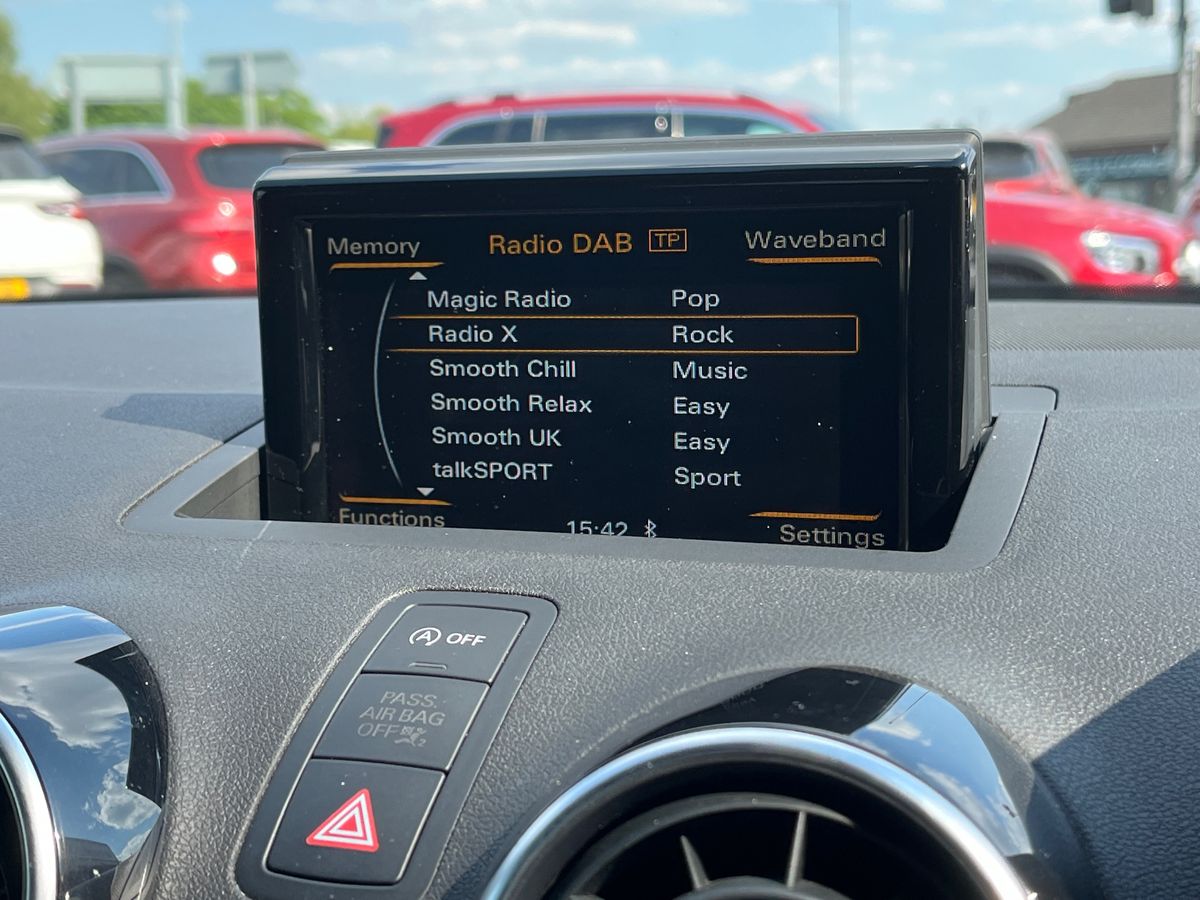 Memory Radio DAB TP Waveband
Magic Radio Pop
Radio X Rock
Smooth Chill Music
Smooth Relax Easy
Smooth UK Easy
talkSPORT Sport
Functions 15:42 Settings
A OFF
PASS
AIR BAG
OFF 2